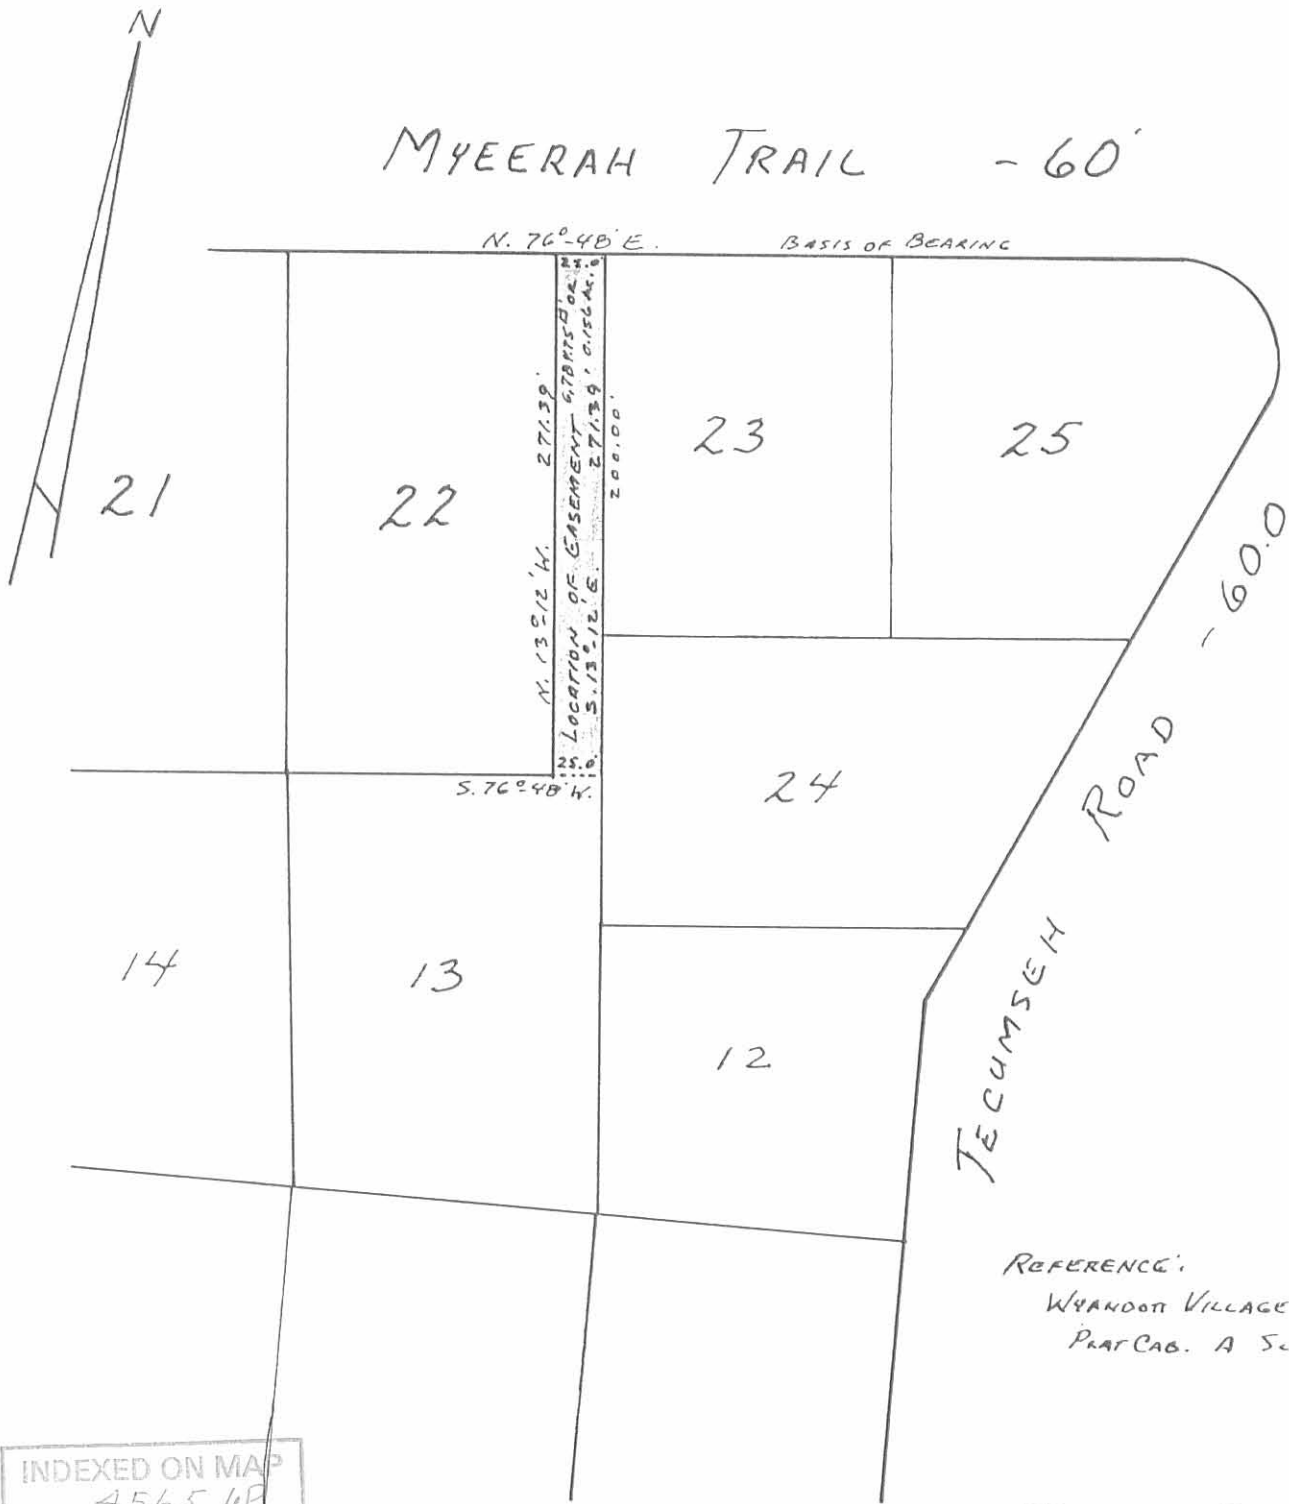 N
MYEERAH TRAIL - 60'
N. 76°-48' E.
BASIS OF BEARING
25.0'
LOCATION OF EASEMENT - 6,784.75 OR
S. 13°-12' E. 271.39' 0.156 Ac.
N. 13°-12' W. 271.39'
200.00'
23
25
21
22
25.0'
S. 76°-48' W.
24
TECUMSEH ROAD - 60.0
14
13
12
REFERENCE:
WYANDOTT VILLAGE
PLAT CAB. A
INDEXED ON MAP